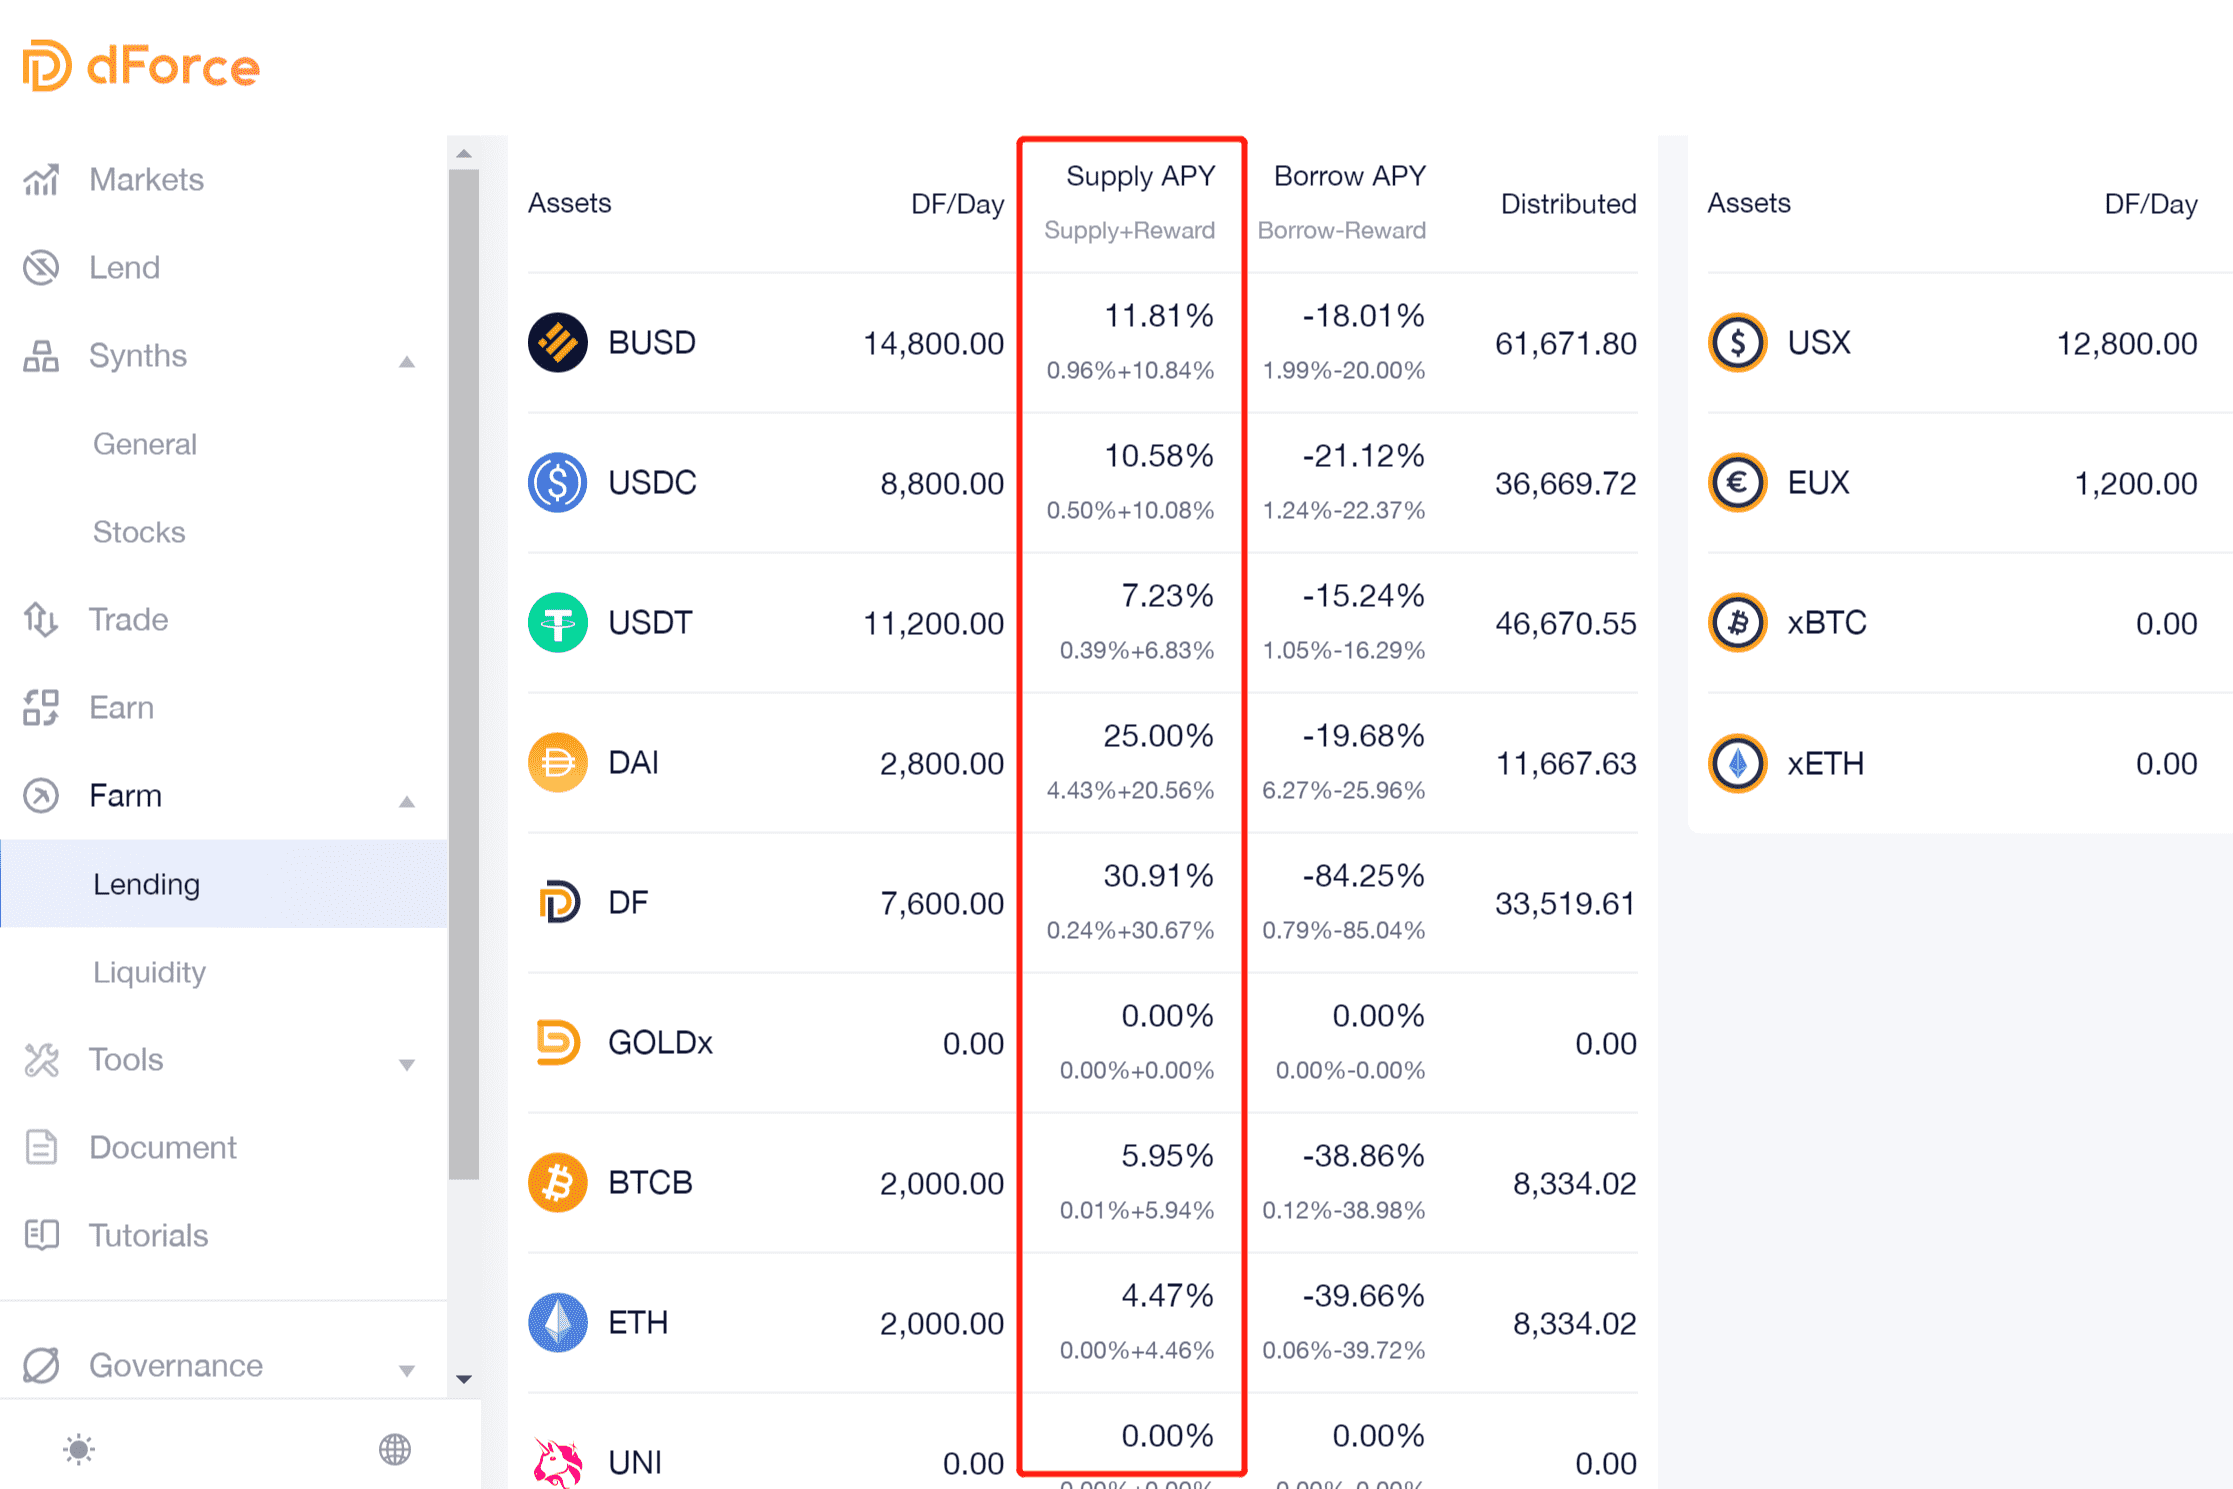 dForce
Markets
Lend
Synths
General
Stocks
Trade
Earn
Farm
Lending
Liquidity
Tools
Document
Tutorials
Governance
Assets DF/Day Supply APY Borrow APY Distributed
Supply+Reward Borrow-Reward
BUSD 14,800.00 11.81% -18.01% 61,671.80
0.96%+10.84% 1.99%-20.00%
USDC 8,800.00 10.58% -21.12% 36,669.72
0.50%+10.08% 1.24%-22.37%
USDT 11,200.00 7.23% -15.24% 46,670.55
0.39%+6.83% 1.05%-16.29%
DAI 2,800.00 25.00% -19.68% 11,667.63
4.43%+20.56% 6.27%-25.96%
DF 7,600.00 30.91% -84.25% 33,519.61
0.24%+30.67% 0.79%-85.04%
GOLDx 0.00 0.00% 0.00% 0.00
0.00%+0.00% 0.00%-0.00%
BTCB 2,000.00 5.95% -38.86% 8,334.02
0.01%+5.94% 0.12%-38.98%
ETH 2,000.00 4.47% -39.66% 8,334.02
0.00%+4.46% 0.06%-39.72%
UNI 0.00 0.00% 0.00% 0.00
0.00%+0.00% 0.00%-0.00%
Assets DF/Day
USX 12,800.00
EUX 1,200.00
xBTC 0.00
xETH 0.00